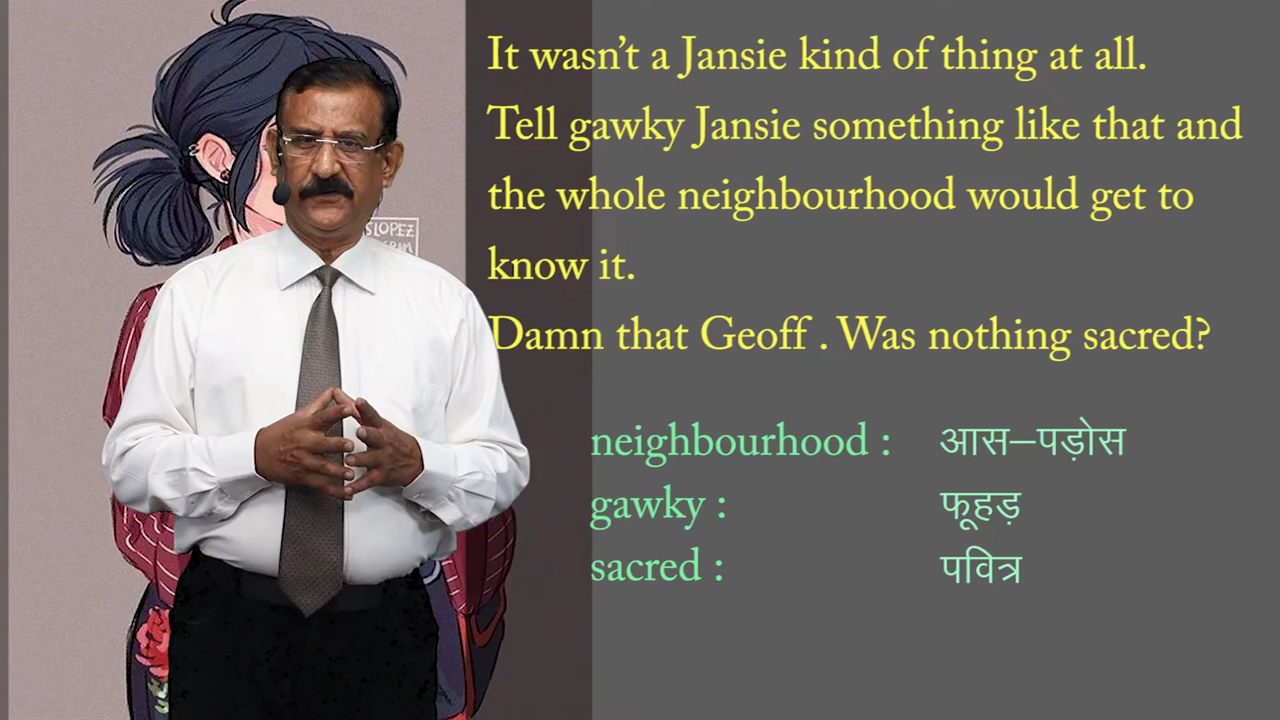 It wasn’t a Jansie kind of thing at all.
Tell gawky Jansie something like that and
the whole neighbourhood would get to
know it.
Damn that Geoff . Was nothing sacred?
neighbourhood : आस–पड़ोस
gawky : फूहड़
sacred : पवित्र
SLOPEZ